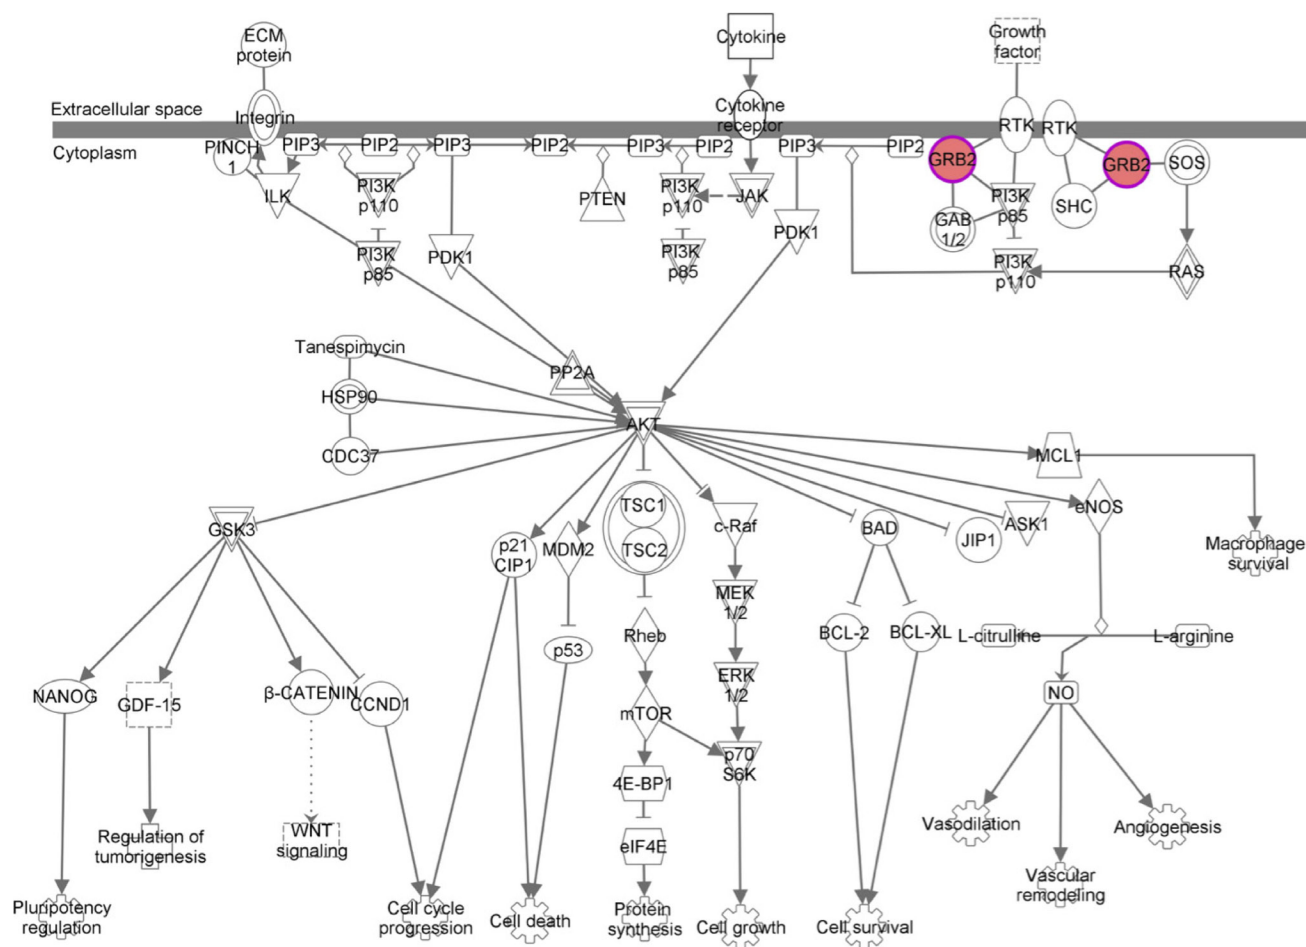 ECM
protein
Cytokine
Growth
factor
Extracellular space
Integrin
Cytokine
receptor
RTK
RTK
Cytoplasm
PINCH
1
PIP3
PIP2
PIP3
PIP2
PIP3
PIP2
PIP3
PIP2
GRB2
GRB2
SOS
ILK
PI3K
p110
PTEN
PI3K
p110
JAK
PI3K
p85
SHC
GAB
1/2
PI3K
p85
PDK1
PI3K
p85
PDK1
PI3K
p110
RAS
Tanespimycin
PP2A
HSP90
AKT
CDC37
MCL1
GSK3
p21
CIP1
MDM2
TSC1
TSC2
c-Raf
BAD
JIP1
ASK1
eNOS
Macrophage
survival
MEK
1/2
Rheb
p53
BCL-2
BCL-XL
L-citrulline
L-arginine
NANOG
GDF-15
β-CATENIN
CCND1
mTOR
ERK
1/2
NO
p70
S6K
4E-BP1
Regulation of
tumorigenesis
WNT
signaling
eIF4E
Vasodilation
Angiogenesis
Vascular
remodeling
Pluripotency
regulation
Cell cycle
progression
Cell death
Protein
synthesis
Cell growth
Cell survival